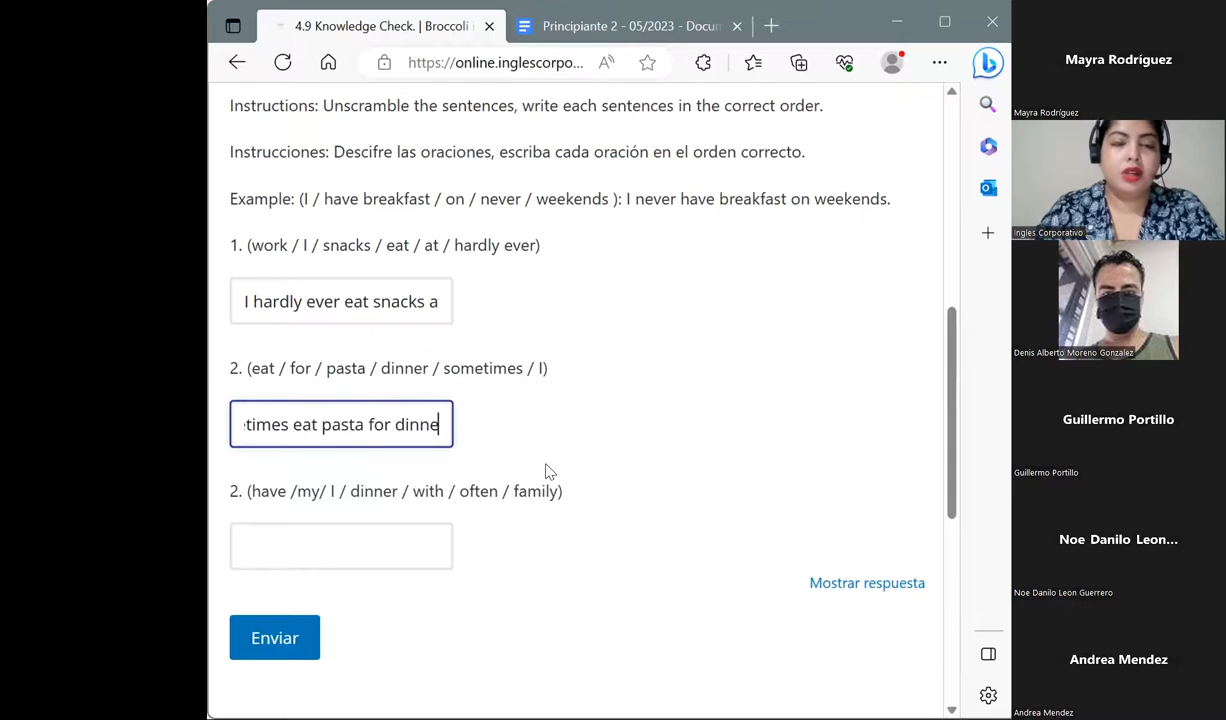 4.9 Knowledge Check. | Broccoli i
Principiante 2 - 05/2023 - Docu
https://online.inglescorpo...
Instructions: Unscramble the sentences, write each sentences in the correct order.
Instrucciones: Descifre las oraciones, escriba cada oración en el orden correcto.
Example: (I / have breakfast / on / never / weekends ): I never have breakfast on weekends.
1. (work / I / snacks / eat / at / hardly ever)
I hardly ever eat snacks a
2. (eat / for / pasta / dinner / sometimes / I)
etimes eat pasta for dinne
2. (have /my/ I / dinner / with / often / family)
Mostrar respuesta
Enviar
Mayra Rodríguez
Mayra Rodríguez
Ingles Corporativo
Denis Alberto Moreno Gonzalez
Guillermo Portillo
Guillermo Portillo
Noe Danilo Leon...
Noe Danilo Leon Guerrero
Andrea Mendez
Andrea Mendez